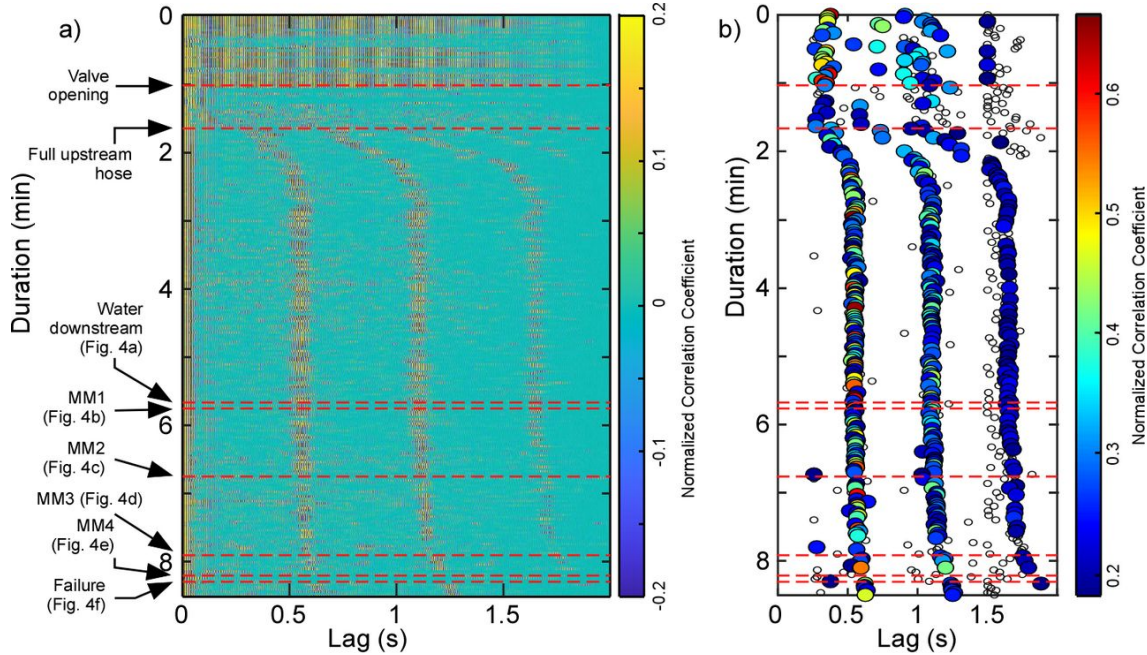 a)
0
2
4
6
8
Duration (min)
Valve
opening
Full upstream
hose
Water
downstream
(Fig. 4a)
MM1
(Fig. 4b)
MM2
(Fig. 4c)
MM3 (Fig. 4d)
MM4
(Fig. 4e)
Failure
(Fig. 4f)
0
0.5
1
1.5
Lag (s)
0.2
0.1
0
-0.1
-0.2
Normalized Correlation Coefficient
b)
0
2
4
6
8
Duration (min)
0
0.5
1
1.5
Lag (s)
0.6
0.5
0.4
0.3
0.2
Normalized Correlation Coefficient